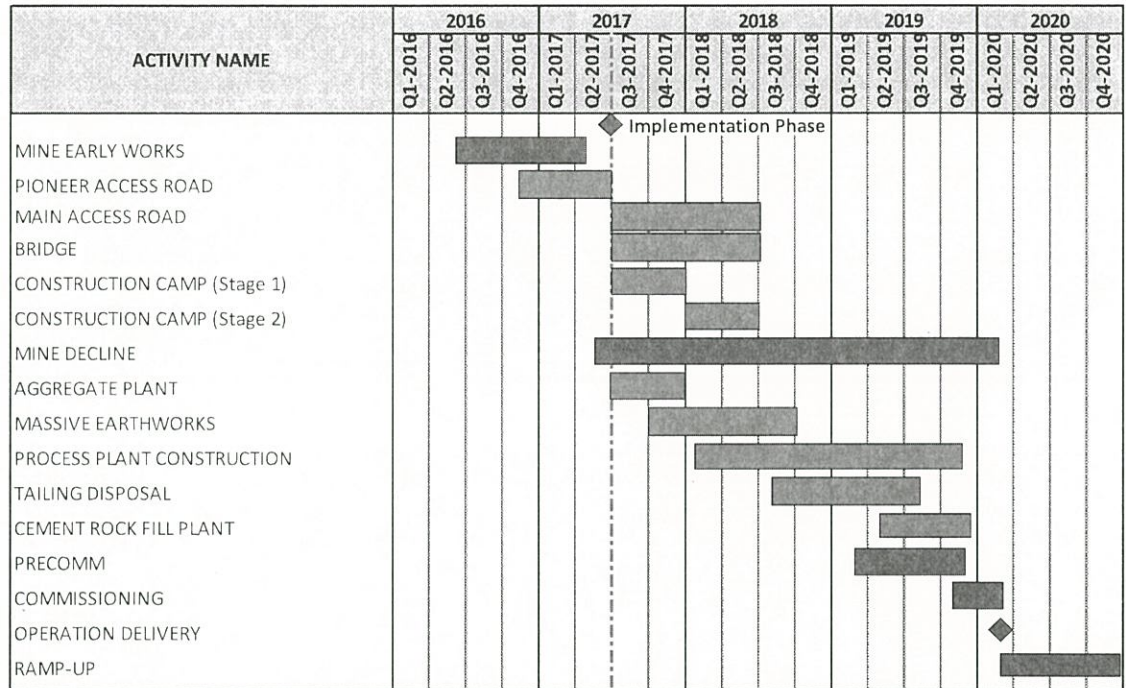 2016 2017 2018 2019 2020
ACTIVITY NAME
Q1-2016 Q2-2016 Q3-2016 Q4-2016 Q1-2017 Q2-2017 Q3-2017 Q4-2017 Q1-2018 Q2-2018 Q3-2018 Q4-2018 Q1-2019 Q2-2019 Q3-2019 Q4-2019 Q1-2020 Q2-2020 Q3-2020 Q4-2020
Implementation Phase
MINE EARLY WORKS
PIONEER ACCESS ROAD
MAIN ACCESS ROAD
BRIDGE
CONSTRUCTION CAMP (Stage 1)
CONSTRUCTION CAMP (Stage 2)
MINE DECLINE
AGGREGATE PLANT
MASSIVE EARTHWORKS
PROCESS PLANT CONSTRUCTION
TAILING DISPOSAL
CEMENT ROCK FILL PLANT
PRECOMM
COMMISSIONING
OPERATION DELIVERY
RAMP-UP